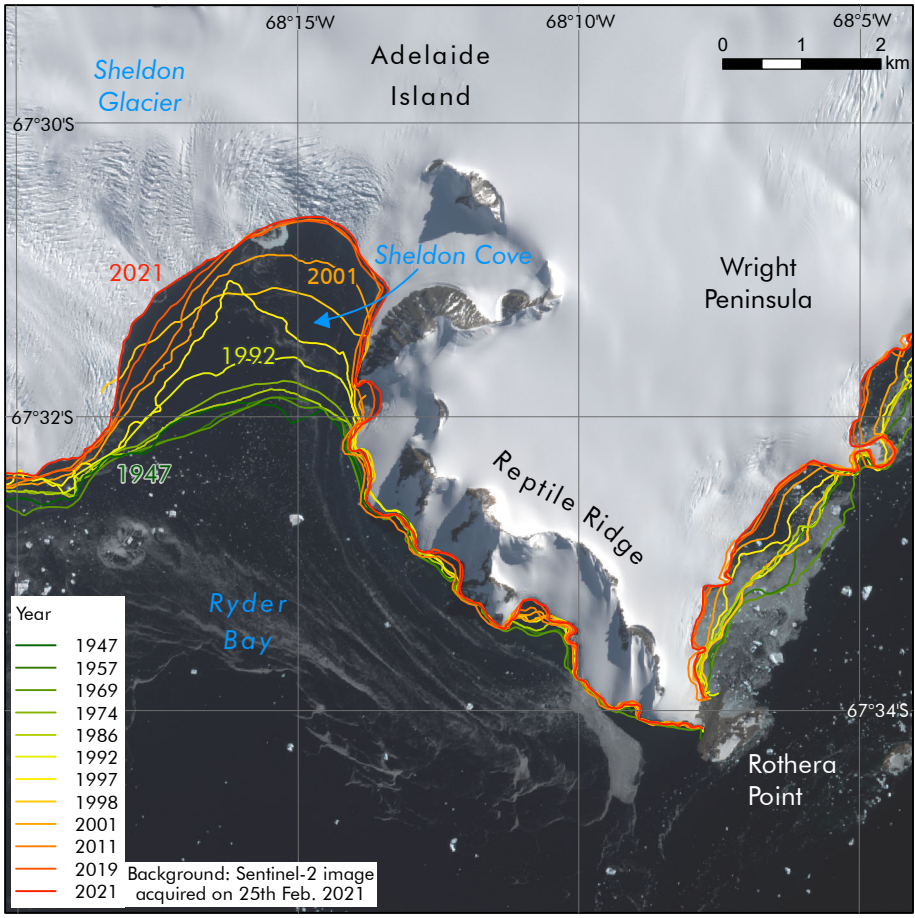 68°15'W
68°10'W
68°5'W
Adelaide
Island
0 1 2
km
Sheldon
Glacier
67°30'S
Sheldon Cove
2021
2001
Wright
Peninsula
1992
67°32'S
1947
Reptile Ridge
Ryder
Bay
67°34'S
Rothera
Point
Year
1947
1957
1969
1974
1986
1992
1997
1998
2001
2011
2019
2021
Background: Sentinel-2 image
acquired on 25th Feb. 2021